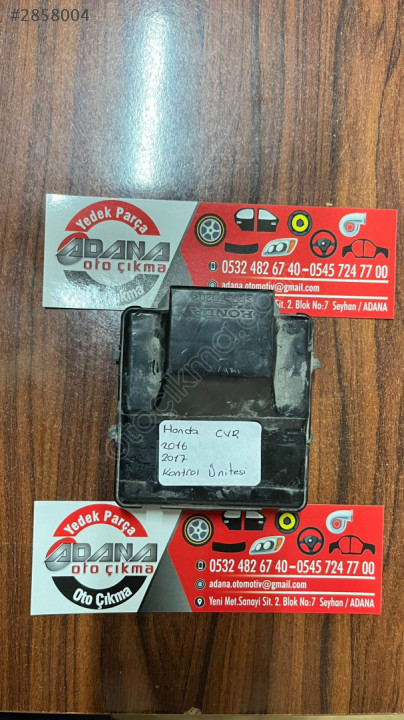 #2858004
Yedek Parça
ADANA
oto çıkma
0532 482 67 40-0545 724 77 00
adana.otomotiv@gmail.com
Sit. 2. Blok No:7 Seyhan / ADANA
HONDA
otocikma.com
Honda CVR
2016
2017
Kontrol Ünitesi
Yedek Parça
ADANA
oto çıkma
Oto Çıkma
0532 482 67 40-0545 724 77 00
adana.otomotiv@gmail.com
Yeni Met.Sanayi Sit. 2. Blok No:7 Seyhan / ADANA